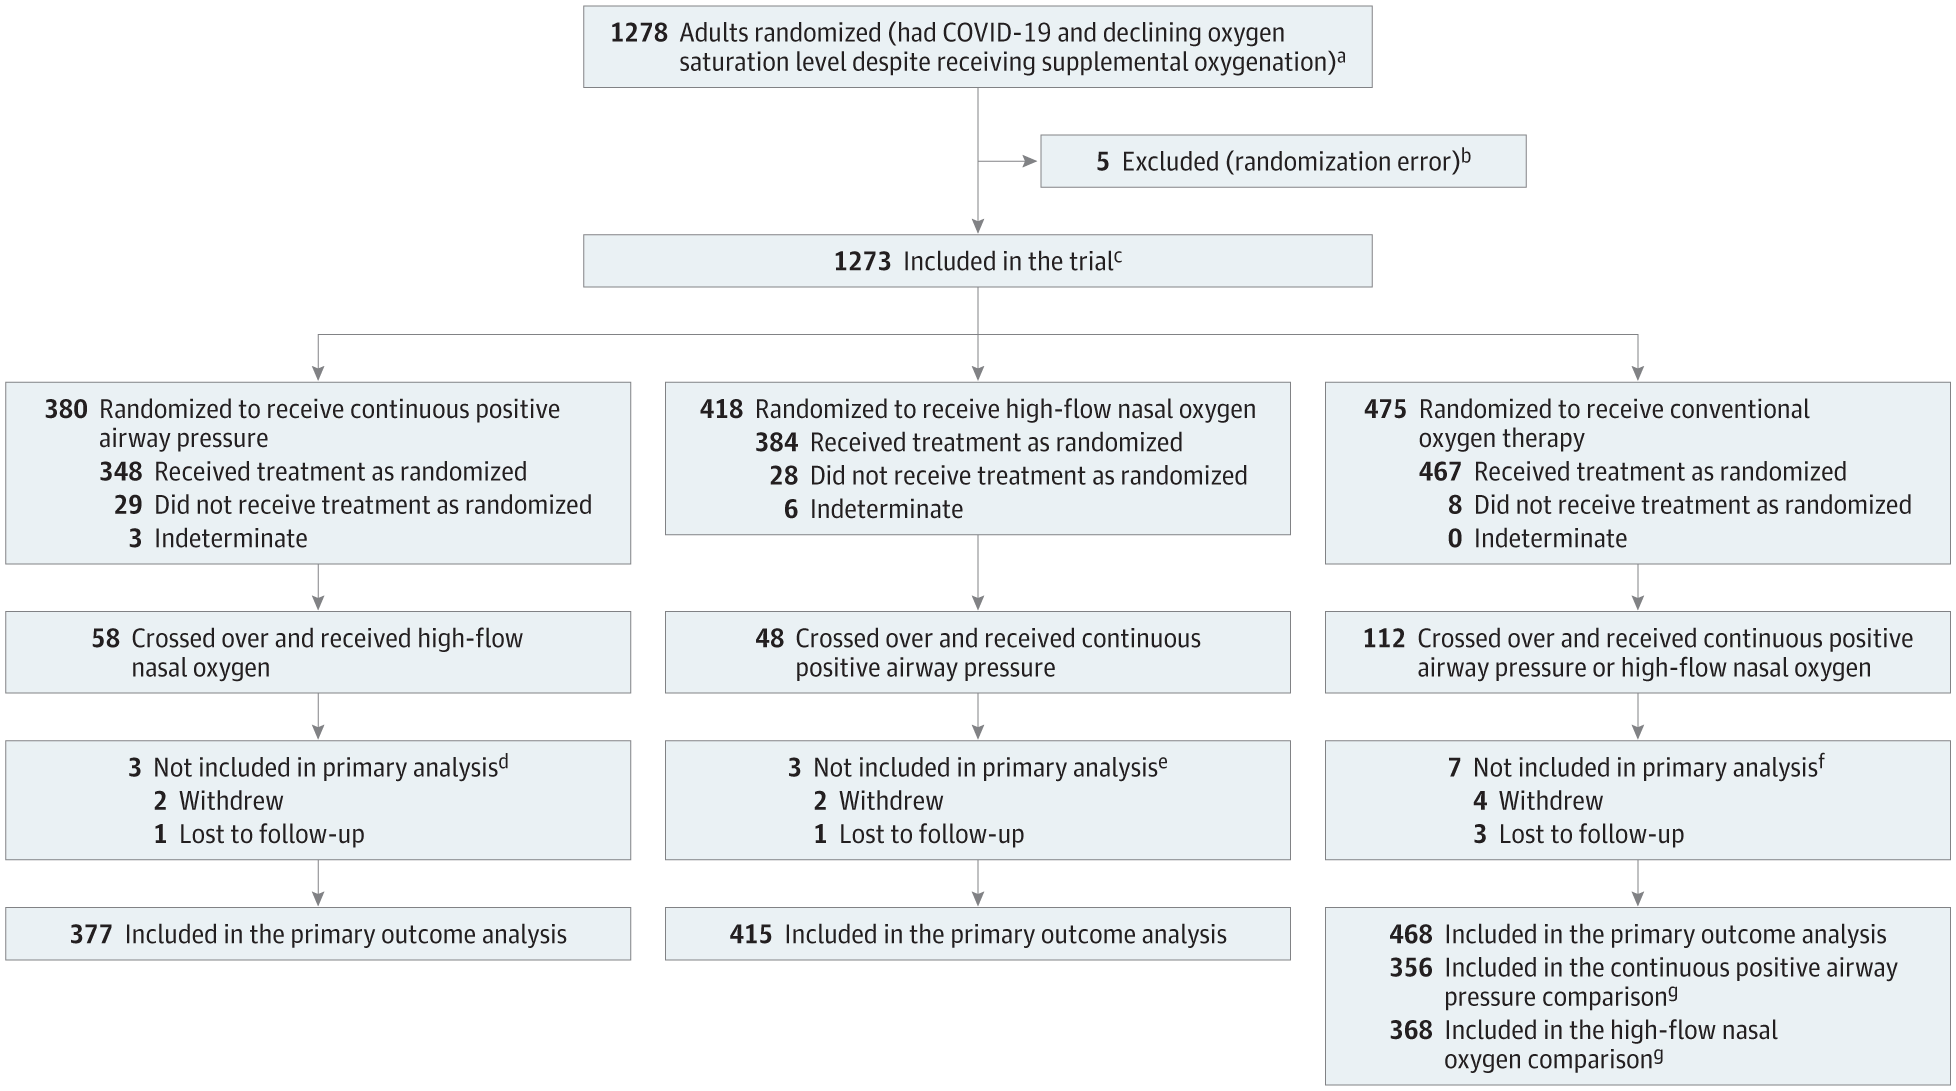 1278 Adults randomized (had COVID-19 and declining oxygen
saturation level despite receiving supplemental oxygenation)a
5 Excluded (randomization error)b
1273 Included in the trialc
380 Randomized to receive continuous positive
airway pressure
348 Received treatment as randomized
29 Did not receive treatment as randomized
3 Indeterminate
58 Crossed over and received high-flow
nasal oxygen
3 Not included in primary analysisd
2 Withdrew
1 Lost to follow-up
377 Included in the primary outcome analysis
418 Randomized to receive high-flow nasal oxygen
384 Received treatment as randomized
28 Did not receive treatment as randomized
6 Indeterminate
48 Crossed over and received continuous
positive airway pressure
3 Not included in primary analysise
2 Withdrew
1 Lost to follow-up
415 Included in the primary outcome analysis
475 Randomized to receive conventional
oxygen therapy
467 Received treatment as randomized
8 Did not receive treatment as randomized
0 Indeterminate
112 Crossed over and received continuous positive
airway pressure or high-flow nasal oxygen
7 Not included in primary analysisf
4 Withdrew
3 Lost to follow-up
468 Included in the primary outcome analysis
356 Included in the continuous positive airway
pressure comparisong
368 Included in the high-flow nasal
oxygen comparisong